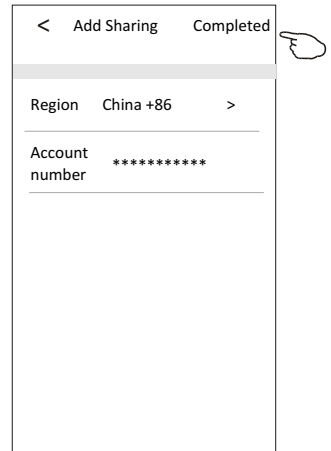 < Add Sharing Completed
Region China +86 >
Account
number ***********